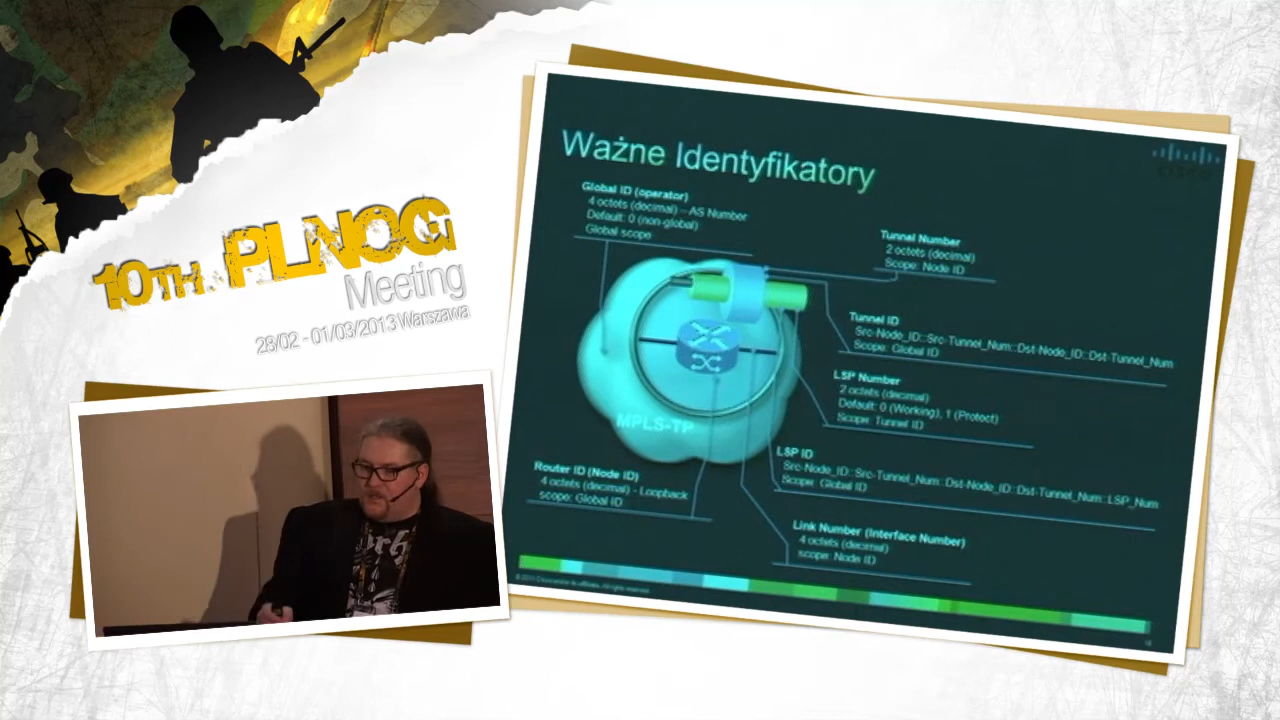 10TH. PLNOG
Meeting
28/02 - 01/03/2013 Warszawa
Ważne Identyfikatory
Global ID (operator)
4 octets (decimal) – AS Number
Default: 0 (non-global)
Global scope
Tunnel Number
2 octets (decimal)
Scope: Node ID
Tunnel ID
Src-Node_ID::Src-Tunnel_Num::Dst-Node_ID::Dst-Tunnel_Num
Scope: Global ID
LSP Number
2 octets (decimal)
Default: 0 (Working), 1 (Protect)
Scope: Tunnel ID
MPLS-TP
LSP ID
Src-Node_ID::Src-Tunnel_Num::Dst-Node_ID::Dst-Tunnel_Num::LSP_Num
Scope: Global ID
Router ID (Node ID)
4 octets (decimal) - Loopback
scope: Global ID
Link Number (Interface Number)
4 octets (decimal)
scope: Node ID